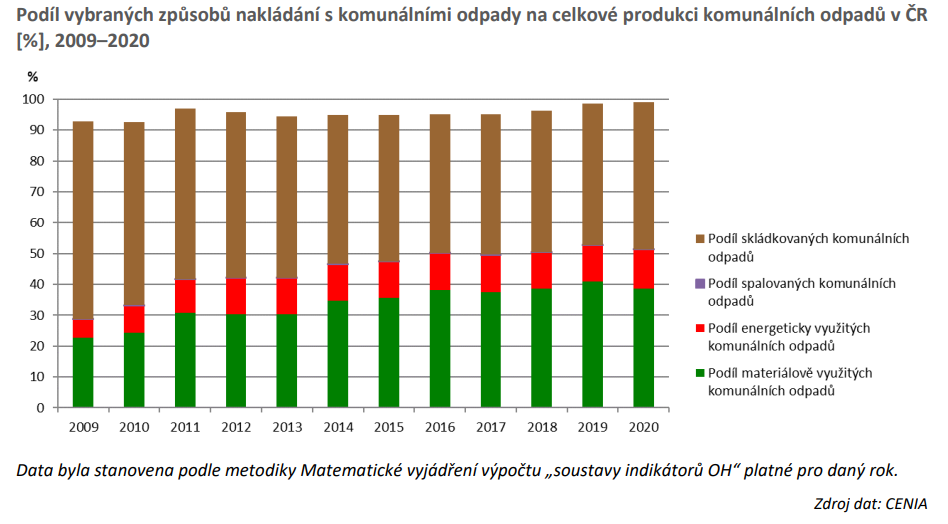 Podíl vybraných způsobů nakládání s komunálními odpady na celkové produkci komunálních odpadů v ČR
[%], 2009–2020
%
100
90
80
70
60
50
40
30
20
10
0
2009 2010 2011 2012 2013 2014 2015 2016 2017 2018 2019 2020
Podíl skládkovaných komunálních
odpadů
Podíl spalovaných komunálních
odpadů
Podíl energeticky využitých
komunálních odpadů
Podíl materiálově využitých
komunálních odpadů
Data byla stanovena podle metodiky Matematické vyjádření výpočtu „soustavy indikátorů OH“ platné pro daný rok.
Zdroj dat: CENIA